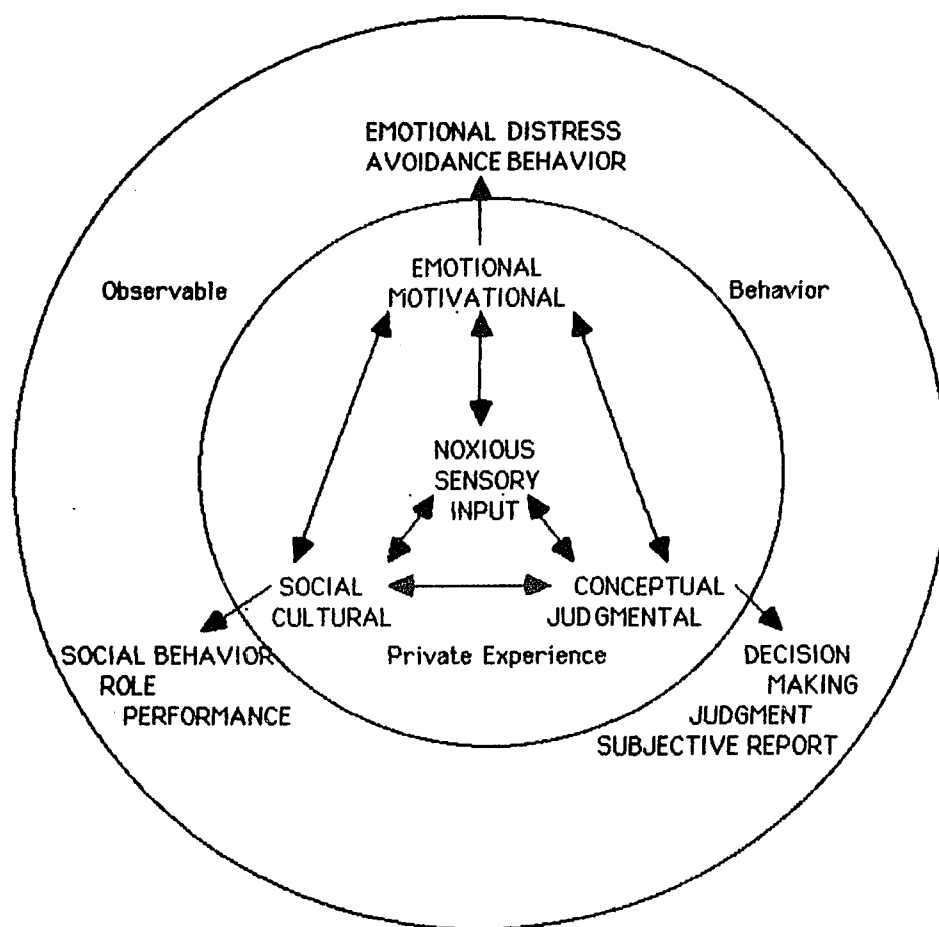 EMOTIONAL DISTRESS
AVOIDANCE BEHAVIOR
EMOTIONAL
MOTIVATIONAL
Observable
Behavior
NOXIOUS
SENSORY
INPUT
SOCIAL
CULTURAL
CONCEPTUAL
JUDGMENTAL
Private Experience
SOCIAL BEHAVIOR
ROLE
PERFORMANCE
DECISION
MAKING
JUDGMENT
SUBJECTIVE REPORT